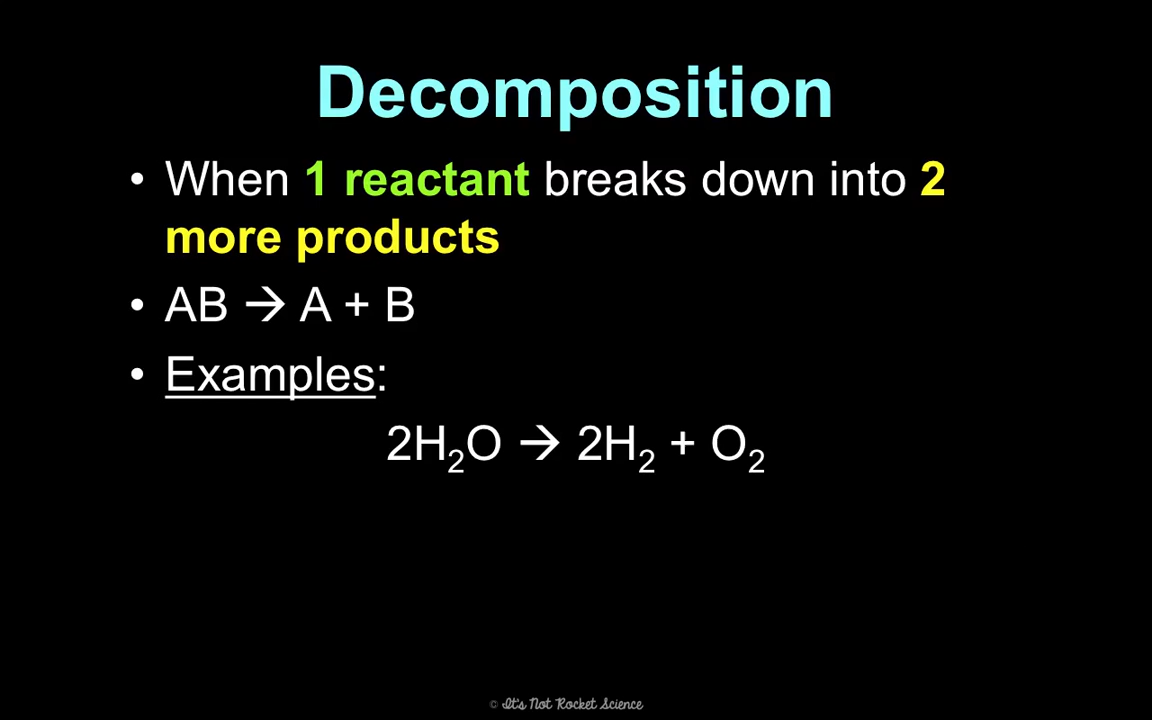 Decomposition
• When 1 reactant breaks down into 2
more products
• AB → A + B
• Examples:
2H₂O → 2H₂ + O₂
© It's Not Rocket Science